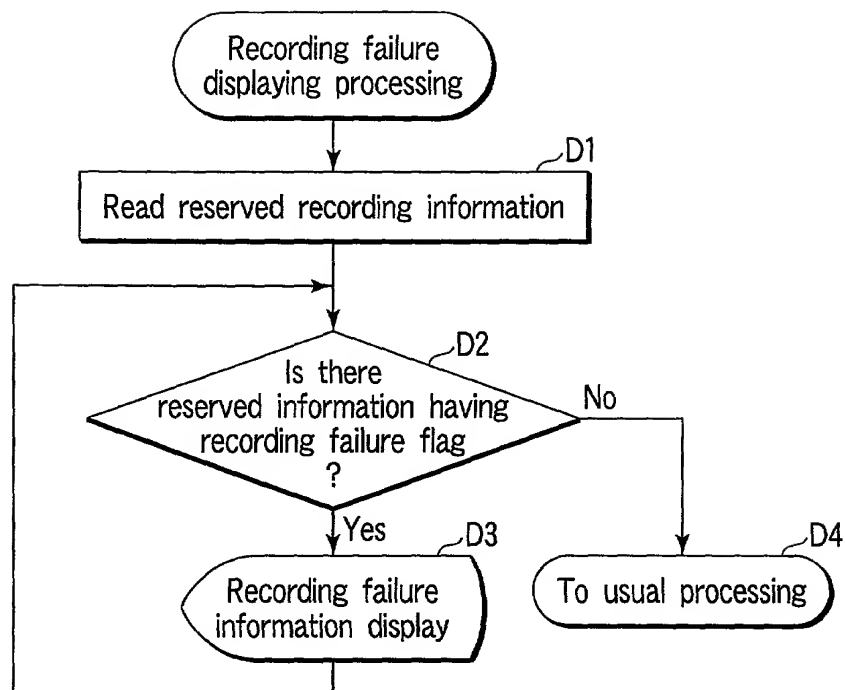 Recording failure
displaying processing
D1
Read reserved recording information
D2
Is there
reserved information having
recording failure flag
?
No
Yes
D3
Recording failure
information display
D4
To usual processing